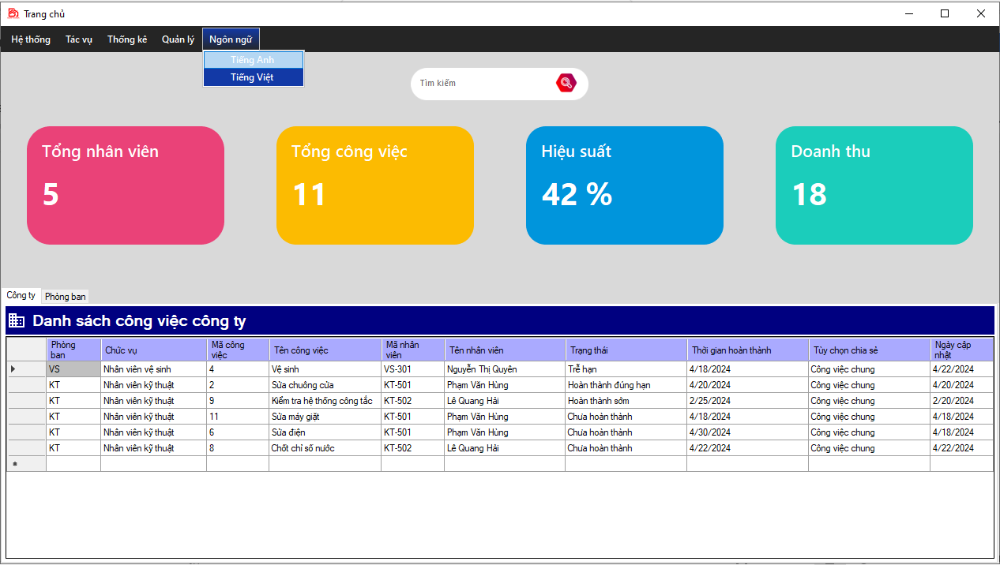 Trang chủ
Hệ thống Tác vụ Thống kê Quản lý Ngôn ngữ
Tiếng Anh
Tiếng Việt
Tìm kiếm
Tổng nhân viên
5
Tổng công việc
11
Hiệu suất
42 %
Doanh thu
18
Công ty Phòng ban
Danh sách công việc công ty
Phòng ban Chức vụ Mã công việc Tên công việc Mã nhân viên Tên nhân viên Trạng thái Thời gian hoàn thành Tùy chọn chia sẻ Ngày cập nhật
VS Nhân viên vệ sinh 4 Vệ sinh VS-301 Nguyễn Thị Quyên Trễ hạn 4/18/2024 Công việc chung 4/22/2024
KT Nhân viên kỹ thuật 2 Sửa chuông cửa KT-501 Phạm Văn Hùng Hoàn thành đúng hạn 4/20/2024 Công việc chung 4/20/2024
KT Nhân viên kỹ thuật 9 Kiểm tra hệ thống công tắc KT-502 Lê Quang Hải Hoàn thành sớm 2/25/2024 Công việc chung 2/20/2024
KT Nhân viên kỹ thuật 11 Sửa máy giặt KT-501 Phạm Văn Hùng Chưa hoàn thành 4/18/2024 Công việc chung 4/18/2024
KT Nhân viên kỹ thuật 6 Sửa điện KT-501 Phạm Văn Hùng Chưa hoàn thành 4/30/2024 Công việc chung 4/18/2024
KT Nhân viên kỹ thuật 8 Chốt chỉ số nước KT-502 Lê Quang Hải Chưa hoàn thành 4/22/2024 Công việc chung 4/22/2024